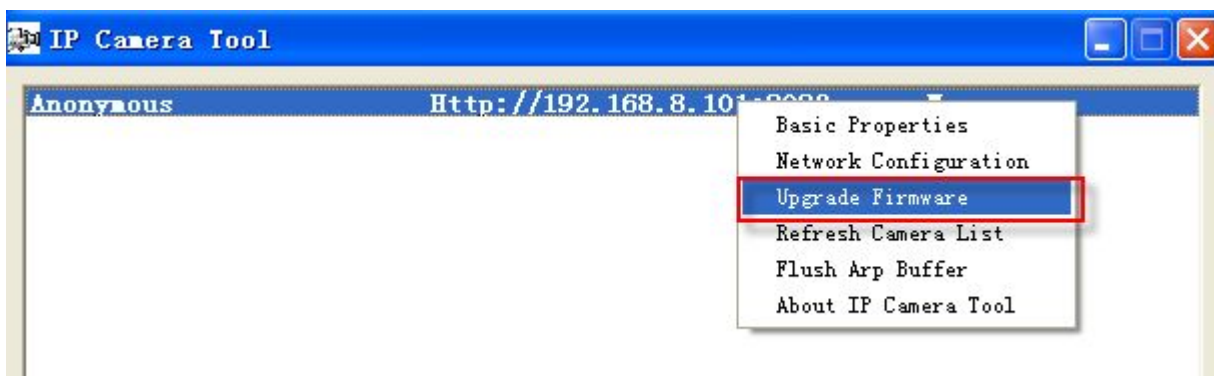 IP Camera Tool
Anonymous Http://192.168.8.101
Basic Properties
Network Configuration
Upgrade Firmware
Refresh Camera List
Flush Arp Buffer
About IP Camera Tool